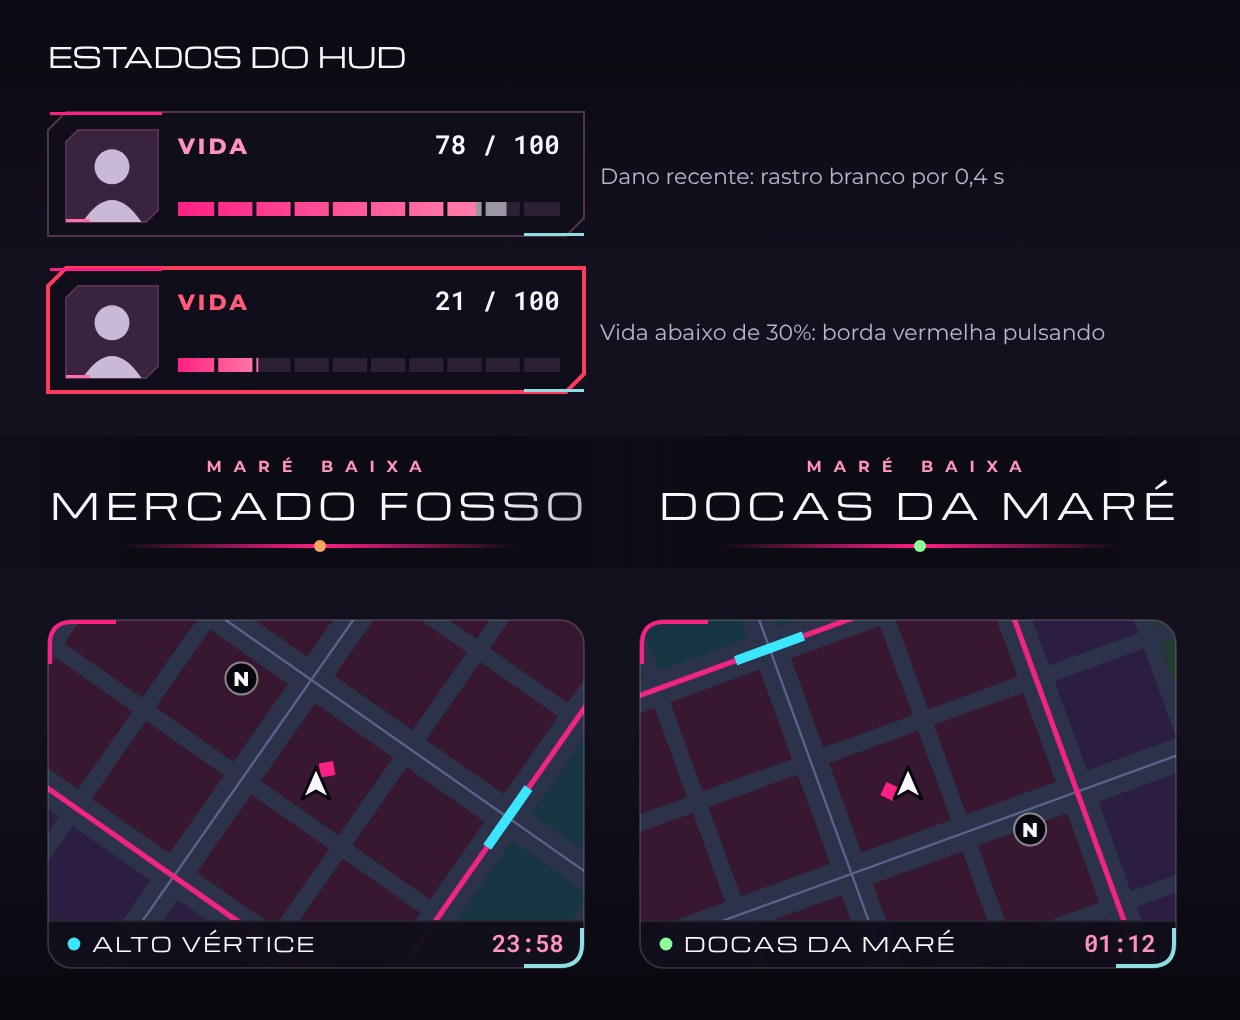 ESTADOS DO HUD
VIDA 78 / 100
Dano recente: rastro branco por 0,4 s
VIDA 21 / 100
Vida abaixo de 30%: borda vermelha pulsando
MARÉ BAIXA
MERCADO FOSSO
MARÉ BAIXA
DOCAS DA MARÉ
N
N
ALTO VÉRTICE 23:58
DOCAS DA MARÉ 01:12